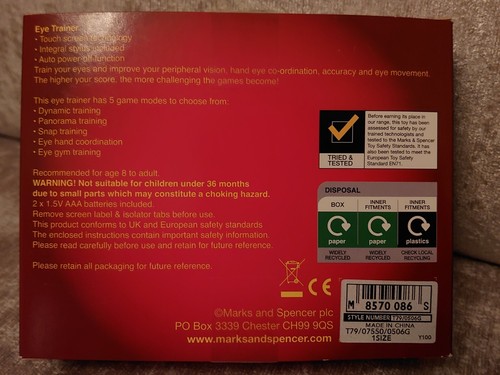 Eye Trainer
• Touch screen technology
• Integral stylus included
• Auto power off function
Train your eyes and improve your peripheral vision, hand eye co-ordination, accuracy and eye movement.
The higher your score, the more challenging the games become!
This eye trainer has 5 game modes to choose from:
• Dynamic training
• Panorama training
• Snap training
• Eye hand coordination
• Eye gym training
Recommended for age 8 to adult.
WARNING! Not suitable for children under 36 months
due to small parts which may constitute a choking hazard.
2 x 1.5V AAA batteries included.
Remove screen label & isolator tabs before use.
This product conforms to UK and European safety standards
The enclosed instructions contain important safety information.
Please read carefully before use and retain for future reference.
Please retain all packaging for future reference.
TRIED &
TESTED
Before earning its place in
our range, this toy has been
assessed for safety by our
trained technologists and
tested to the Marks & Spencer
Toy Safety Standards. It has
also been tested to meet the
European Toy Safety
Standard EN71.
DISPOSAL
BOX
paper
WIDELY
RECYCLED
INNER
FITMENTS
paper
WIDELY
RECYCLED
INNER
FITMENTS
plastics
CHECK LOCAL
RECYCLING
CE
©Marks and Spencer plc
PO Box 3339 Chester CH99 9QS
www.marksandspencer.com
M 8570 086 S
STYLE NUMBER T79/0506G
MADE IN CHINA
T79/07550/0506G
1SIZE Y100